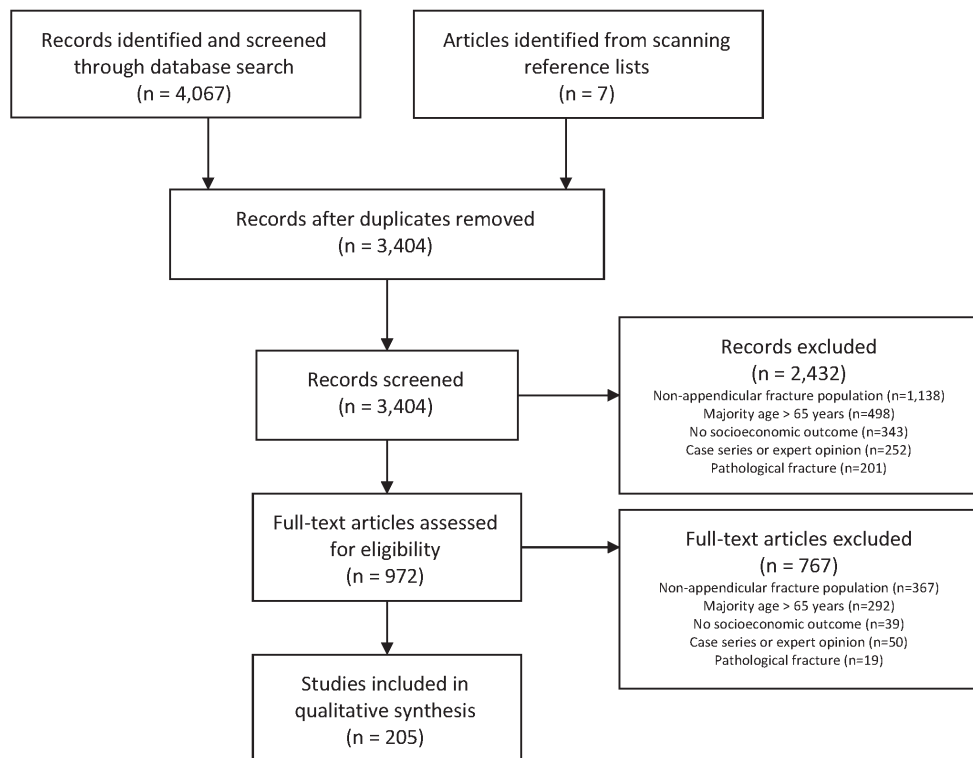 Records identified and screened
through database search
(n = 4,067)
Articles identified from scanning
reference lists
(n = 7)
Records after duplicates removed
(n = 3,404)
Records screened
(n = 3,404)
Records excluded
(n = 2,432)
Non-appendicular fracture population (n=1,138)
Majority age > 65 years (n=498)
No socioeconomic outcome (n=343)
Case series or expert opinion (n=252)
Pathological fracture (n=201)
Full-text articles assessed
for eligibility
(n = 972)
Full-text articles excluded
(n = 767)
Non-appendicular fracture population (n=367)
Majority age > 65 years (n=292)
No socioeconomic outcome (n=39)
Case series or expert opinion (n=50)
Pathological fracture (n=19)
Studies included in
qualitative synthesis
(n = 205)